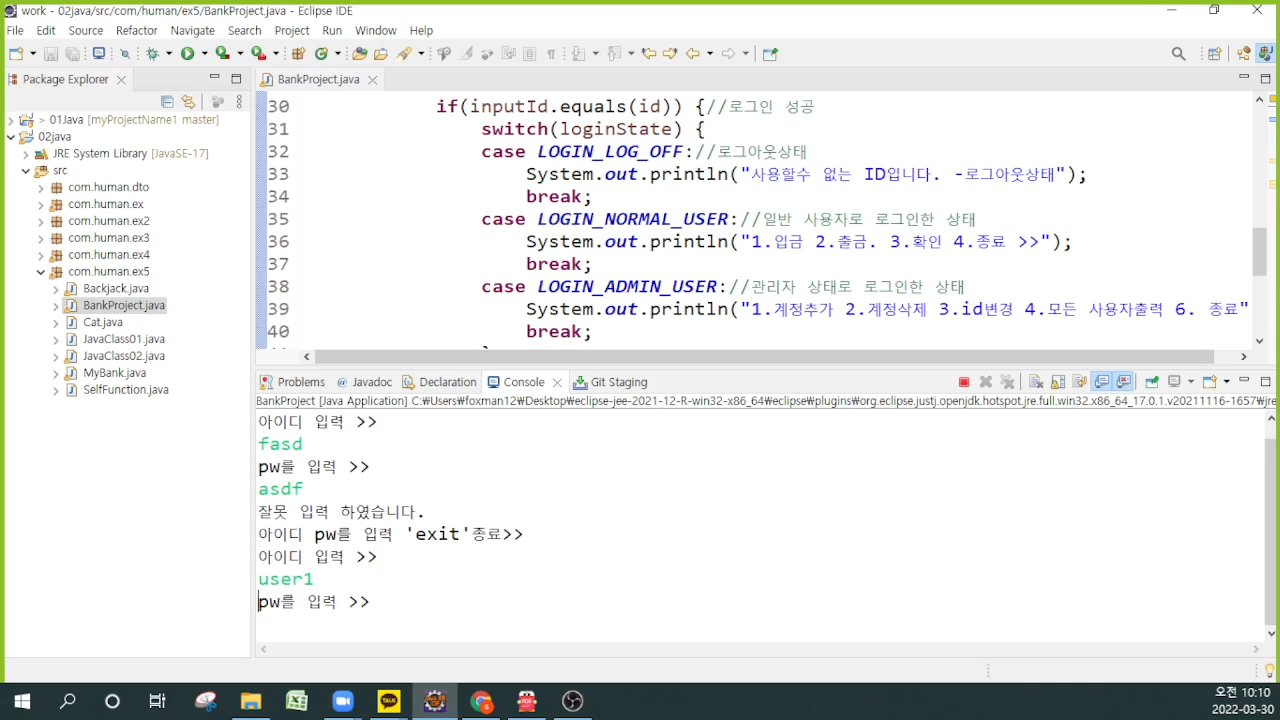 work - 02java/src/com/human/ex5/BankProject.java - Eclipse IDE
File Edit Source Refactor Navigate Search Project Run Window Help
Package Explorer
BankProject.java
> 01Java [myProjectName1 master]
02java
JRE System Library [JavaSE-17]
src
com.human.dto
com.human.ex
com.human.ex2
com.human.ex3
com.human.ex4
com.human.ex5
Backjack.java
BankProject.java
Cat.java
JavaClass01.java
JavaClass02.java
MyBank.java
SelfFunction.java
30 if(inputId.equals(id)) {//로그인 성공
31 switch(loginState) {
32 case LOGIN_LOG_OFF://로그아웃상태
33 System.out.println("사용할수 없는 ID입니다. -로그아웃상태");
34 break;
35 case LOGIN_NORMAL_USER://일반 사용자로 로그인한 상태
36 System.out.println("1.입금 2.출금. 3.확인 4.종료 >>");
37 break;
38 case LOGIN_ADMIN_USER://관리자 상태로 로그인한 상태
39 System.out.println("1.계정추가 2.계정삭제 3.id변경 4.모든 사용자출력 6. 종료"
40 break;
Problems Javadoc Declaration Console Git Staging
BankProject [Java Application] C:₩Users₩foxman12₩Desktop₩eclipse-jee-2021-12-R-win32-x86_64₩eclipse₩plugins₩org.eclipse.justj.openjdk.hotspot.jre.full.win32.x86_64_17.0.1.v20211116-1657₩jre
아이디 입력 >>
fasd
pw를 입력 >>
asdf
잘못 입력 하였습니다.
아이디 pw를 입력 'exit'종료>>
아이디 입력 >>
user1
pw를 입력 >>
TALK
PDF
오전 10:10
2022-03-30